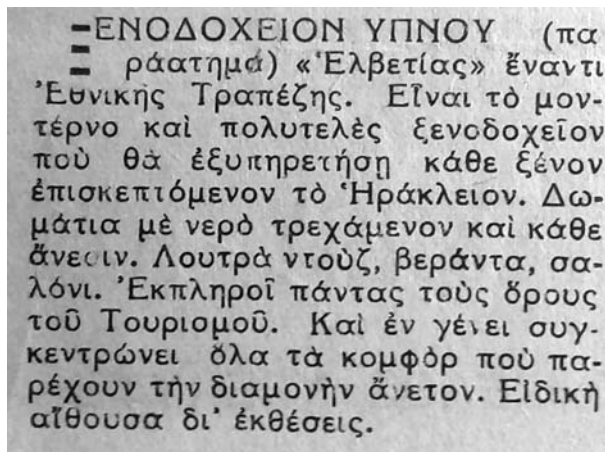 ΞΕΝΟΔΟΧΕΙΟΝ ΥΠΝΟΥ (πα
ράατημά) «Ἑλβετίας» ἔναντι
Ἐθνικῆς Τραπέζης. Εἶναι τὸ μον-
τέρνο καὶ πολυτελὲς ξενοδοχεῖον
ποὺ θὰ ἐξυπηρετήσῃ κάθε ξένον
ἐπισκεπτόμενον τὸ Ἡράκλειον. Δω-
μάτια μὲ νερὸ τρεχάμενον καὶ κάθε
ἄνεσιν. Λουτρὰ ντοὺζ, βεράντα, σα-
λόνι. Ἐκπληροῖ πάντας τοὺς ὅρους
τοῦ Τουρισμοῦ. Καὶ ἐν γένει συγ-
κεντρώνει ὅλα τὰ κομφὸρ ποὺ πα-
ρέχουν τὴν διαμονὴν ἄνετον. Εἰδικὴ
αἴθουσα δι' ἐκθέσεις.